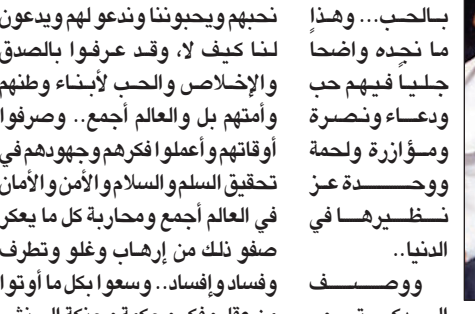 بالحب... وهذا
ما نجده واضحا
جلياً فيهم حب
ودعاء ونصرة
ومؤازرة ولحمة
ووحدة عز
نظيرها في
الدنيا..
ووصف
نحبهم ويحبوننا وندعو لهم ويدعون
لنا كيف لا، وقد عرفوا بالصدق
والإخلاص والحب لأبناء وطنهم
وأمتهم بل والعالم أجمع.. وصرفوا
أوقاتهم وأعملوا فكرهم وجهودهم في
تحقيق السلم والسلام والأمن والأمان
في العالم أجمع ومحاربة كل ما يعكر
صفو ذلك من إرهاب وغلو وتطرف
وفساد وإفساد.. وسعوا بكل ما أوتوا